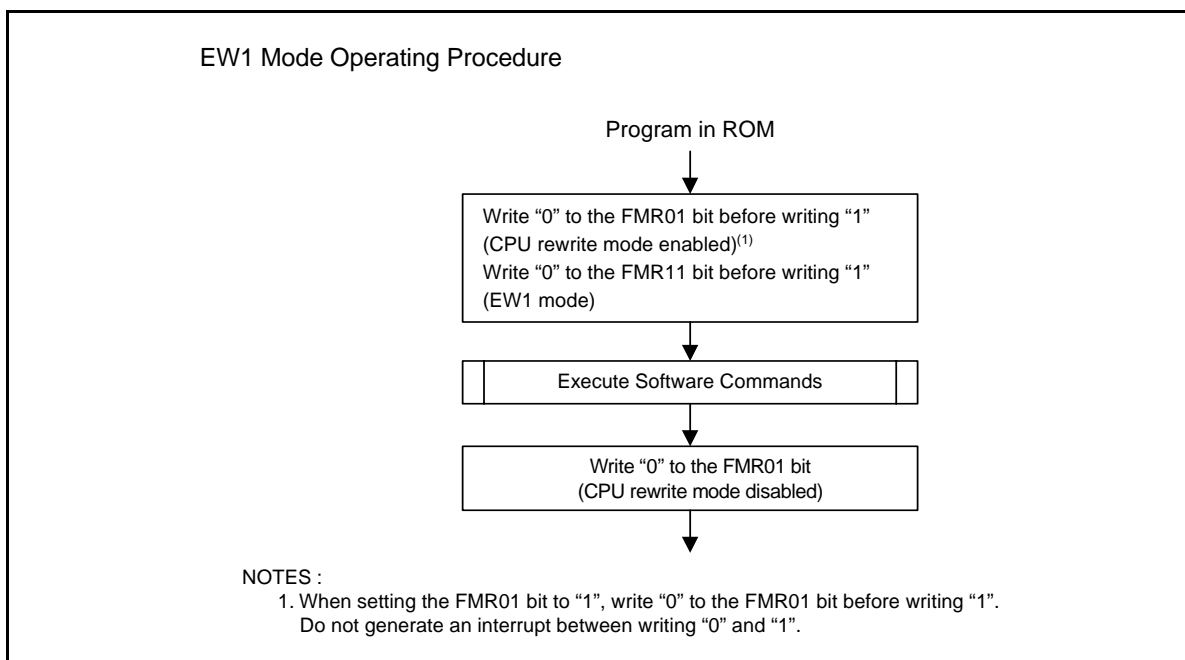 EW1 Mode Operating Procedure
Program in ROM
Write “0” to the FMR01 bit before writing “1”
(CPU rewrite mode enabled)(1)
Write “0” to the FMR11 bit before writing “1”
(EW1 mode)
Execute Software Commands
Write “0” to the FMR01 bit
(CPU rewrite mode disabled)
NOTES :
1. When setting the FMR01 bit to “1”, write “0” to the FMR01 bit before writing “1”.
Do not generate an interrupt between writing “0” and “1”.